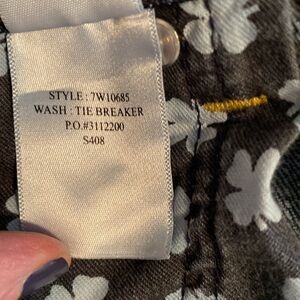 STYLE : 7W10685
WASH : TIE BREAKER
P.O.#3112200
S408